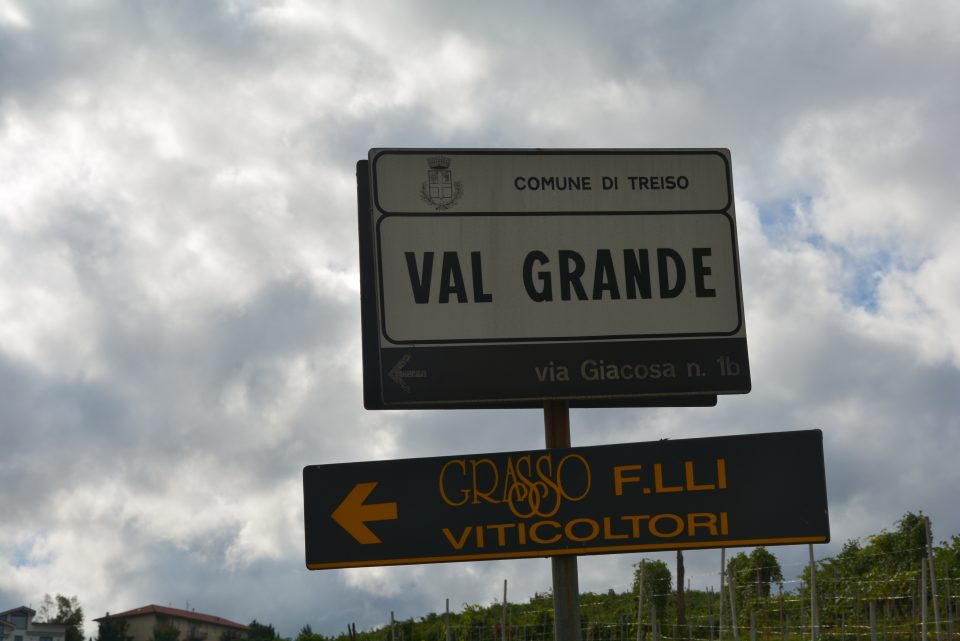 COMUNE DI TREISO
VAL GRANDE
via Giacosa n. 1b
GRASSO F.LLI
VITICOLTORI